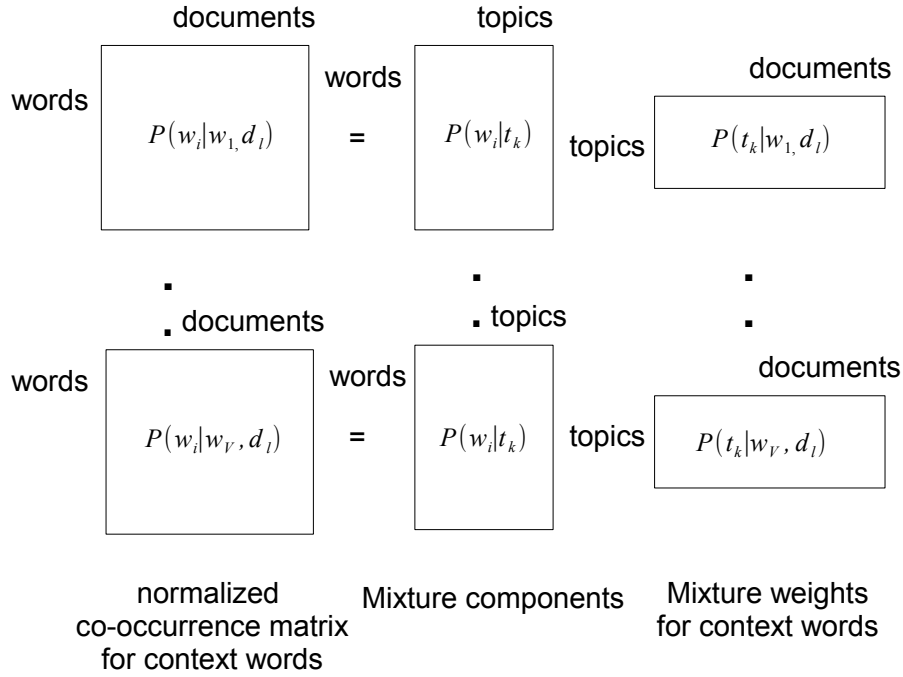 documents
topics
words
words
documents
P(w_i|w_1,d_l)
=
P(w_i|t_k)
topics
P(t_k|w_1,d_l)
documents
topics
words
words
documents
P(w_i|w_V,d_l)
=
P(w_i|t_k)
topics
P(t_k|w_V,d_l)
normalized
co-occurrence matrix
for context words
Mixture components
Mixture weights
for context words